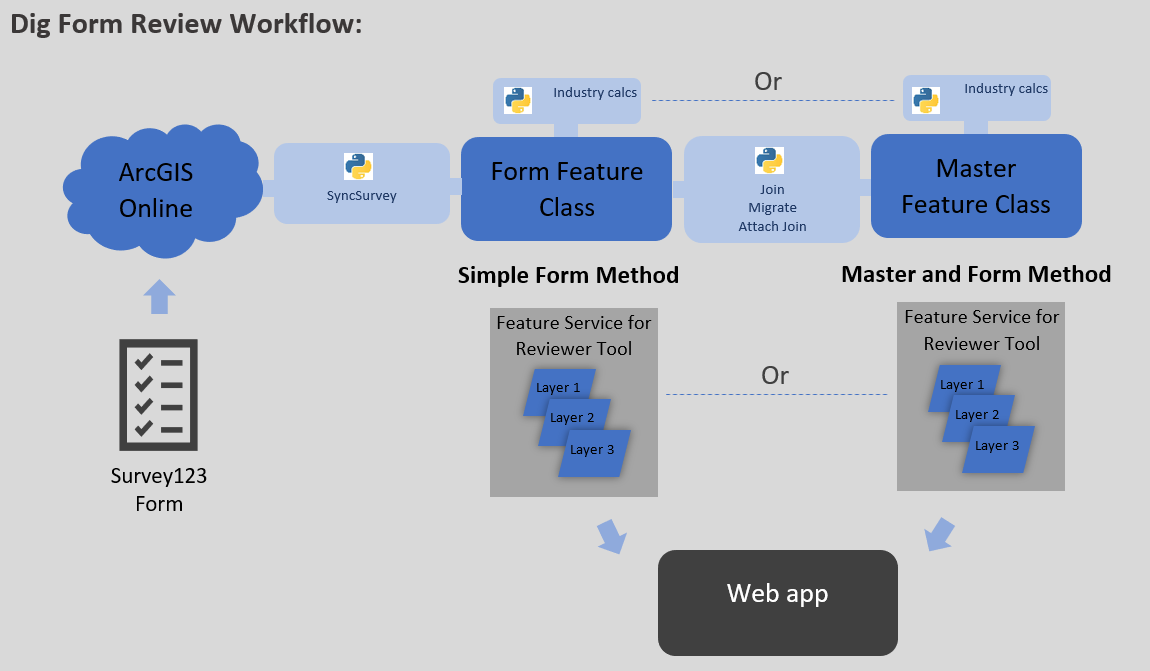 Dig Form Review Workflow:
Or
Industry calcs
Industry calcs
ArcGIS
Online
SyncSurvey
Form Feature
Class
Join
Migrate
Attach Join
Master
Feature Class
Simple Form Method
Master and Form Method
Feature Service for
Reviewer Tool
Layer 1
Layer 2
Layer 3
Or
Feature Service for
Reviewer Tool
Layer 1
Layer 2
Layer 3
Survey123
Form
Web app